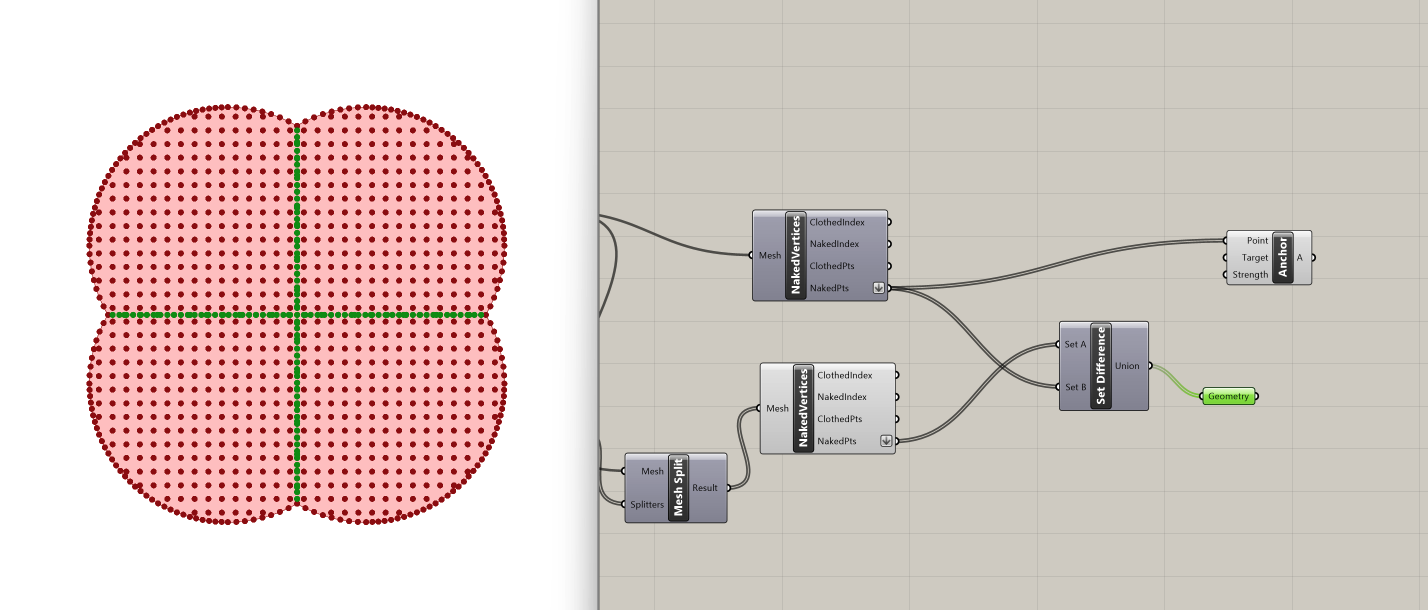 NakedVertices
Mesh
ClothedIndex
NakedIndex
ClothedPts
NakedPts
Anchor
Point
Target
Strength
A
Set Difference
Set A
Set B
Union
Geometry
NakedVertices
Mesh
ClothedIndex
NakedIndex
ClothedPts
NakedPts
Mesh Split
Mesh
Splitters
Result